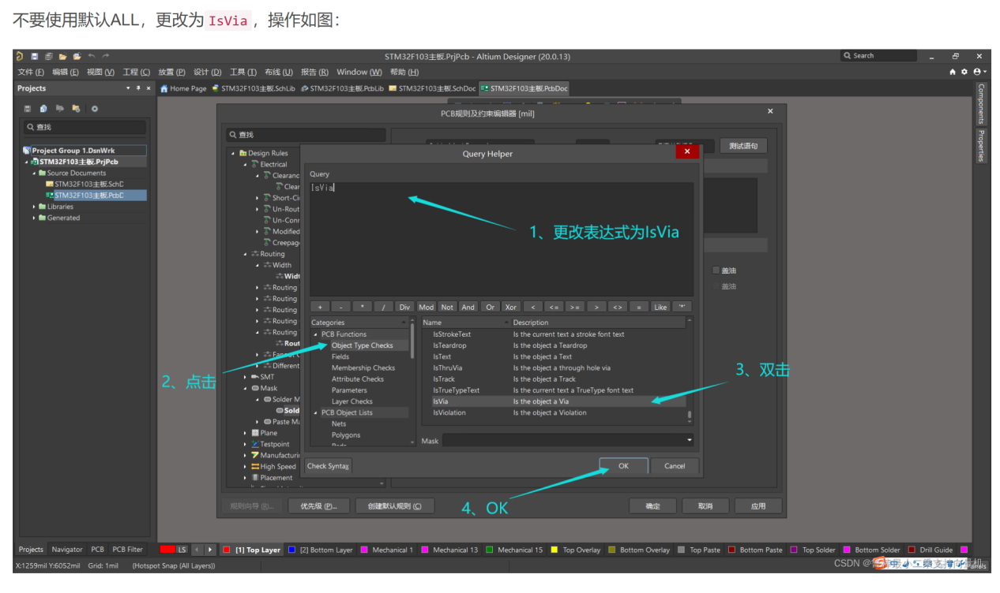 不要使用默认ALL，更改为 IsVia ，操作如图：
STM32F103主板.PrjPcb - Altium Designer (20.0.13)
Search
文件 (F) 编辑 (E) 视图 (V) 工程 (C) 放置 (P) 设计 (D) 工具 (T) 布线 (U) 报告 (R) Window (W) 帮助 (H)
Projects
Home Page STM32F103主板.SchLib STM32F103主板.PcbLib STM32F103主板.SchDoc STM32F103主板.PcbDoc
Components
Properties
查找
Project Group 1.DsnWrk
STM32F103主板.PrjPcb
Source Documents
STM32F103主板.SchD
STM32F103主板.PcbD
Libraries
Generated
PCB规则及约束编辑器 [mil]
查找
测试语句
Design Rules
Electrical
Clearanc
Clear
Short-Ci
Un-Rout
Un-Conn
Modified
Creepag
Routing
Width
Widt
Routing
Routing
Routing
Routing
Routing
Rout
Fanout C
Different
SMT
Mask
Solder M
Sold
Paste Ma
Plane
Testpoint
Manufacturin
High Speed
Placement
盖油
盖油
Query Helper
Query
IsVia
1、更改表达式为IsVia
+ - * / Div Mod Not And Or Xor < <= >= > <> = Like '*'
Categories
PCB Functions
Object Type Checks
Fields
Membership Checks
Attribute Checks
Parameters
Layer Checks
PCB Object Lists
Nets
Polygons
Name Description
IsStrokeText Is the current text a stroke font text
IsTeardrop Is the object a Teardrop
IsText Is the object a Text
IsThruVia Is the object a through hole via
IsTrack Is the object a Track
IsTrueTypeText Is the current text a TrueType font text
IsVia Is the object a Via
IsViolation Is the object a Violation
Mask
2、点击
3、双击
Check Syntax
OK
Cancel
4、OK
规则向导 (R)... 优先级 (P)... 创建默认规则 (C)
确定 取消 应用
Projects Navigator PCB PCB Filter
LS [1] Top Layer [2] Bottom Layer Mechanical 1 Mechanical 13 Mechanical 15 Top Overlay Bottom Overlay Top Paste Bottom Paste Top Solder Bottom Solder Drill Guide
X:1259mil Y:6052mil Grid: 1mil (Hotspot Snap (All Layers))
CSDN @